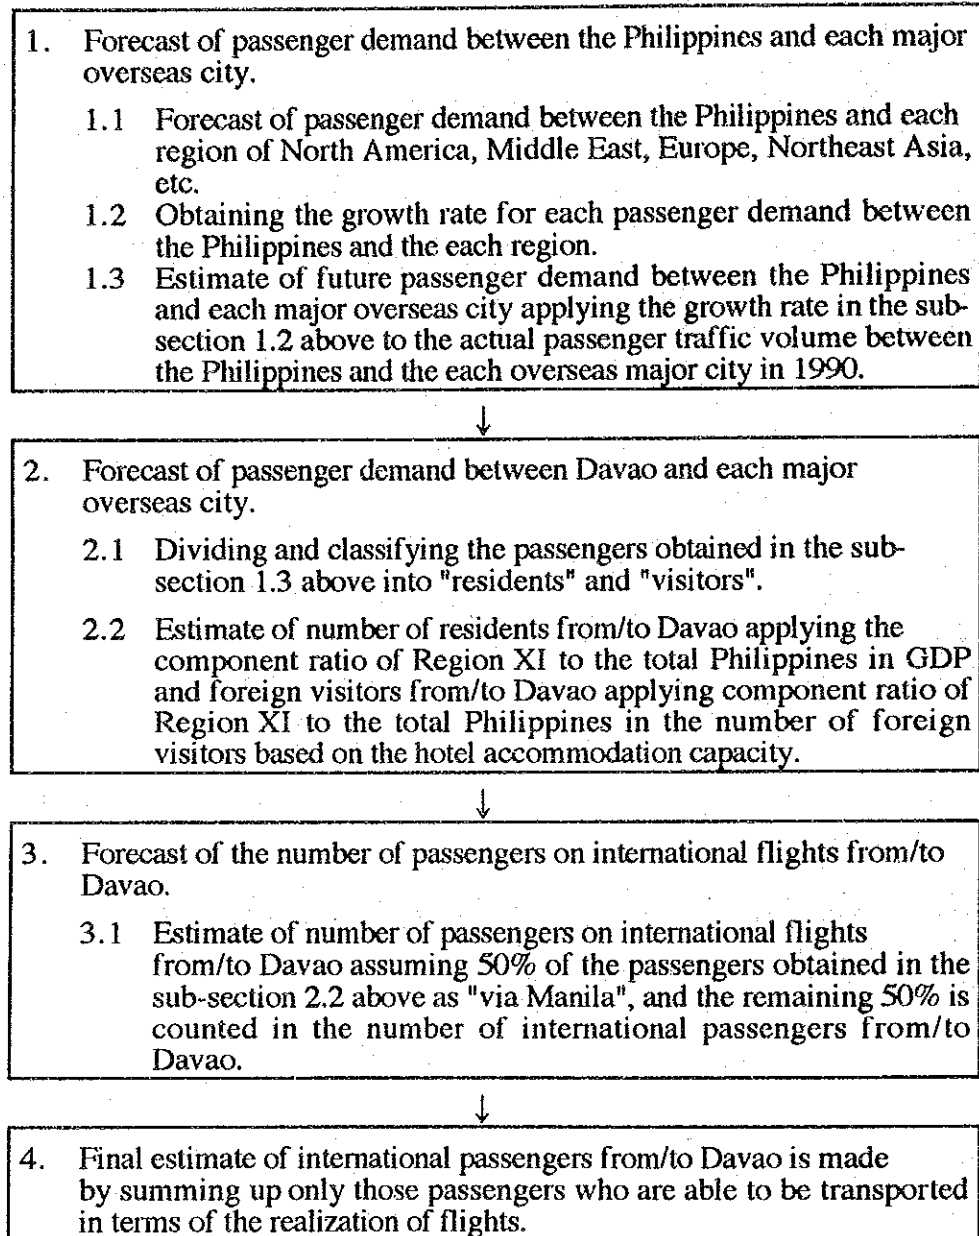 1. Forecast of passenger demand between the Philippines and each major
overseas city.
1.1 Forecast of passenger demand between the Philippines and each
region of North America, Middle East, Europe, Northeast Asia,
etc.
1.2 Obtaining the growth rate for each passenger demand between
the Philippines and the each region.
1.3 Estimate of future passenger demand between the Philippines
and each major overseas city applying the growth rate in the sub-
section 1.2 above to the actual passenger traffic volume between
the Philippines and the each overseas major city in 1990.
↓
2. Forecast of passenger demand between Davao and each major
overseas city.
2.1 Dividing and classifying the passengers obtained in the sub-
section 1.3 above into "residents" and "visitors".
2.2 Estimate of number of residents from/to Davao applying the
component ratio of Region XI to the total Philippines in GDP
and foreign visitors from/to Davao applying component ratio of
Region XI to the total Philippines in the number of foreign
visitors based on the hotel accommodation capacity.
↓
3. Forecast of the number of passengers on international flights from/to
Davao.
3.1 Estimate of number of passengers on international flights
from/to Davao assuming 50% of the passengers obtained in the
sub-section 2.2 above as "via Manila", and the remaining 50% is
counted in the number of international passengers from/to
Davao.
↓
4. Final estimate of international passengers from/to Davao is made
by summing up only those passengers who are able to be transported
in terms of the realization of flights.